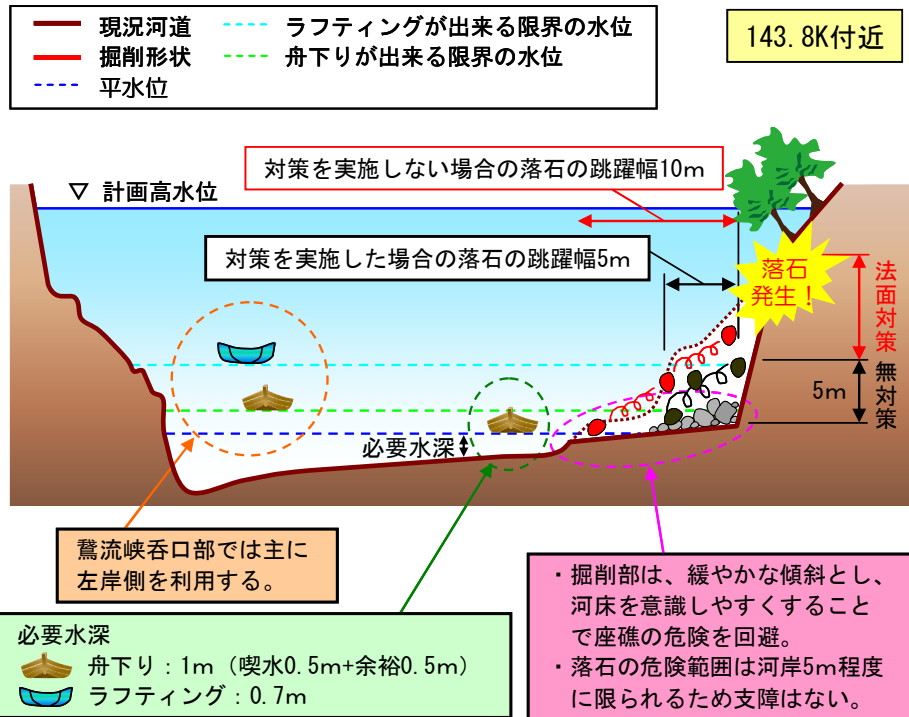 現況河道
ラフティングが出来る限界の水位
掘削形状
舟下りが出来る限界の水位
平水位
143.8K付近
対策を実施しない場合の落石の跳躍幅10m
▽ 計画高水位
対策を実施した場合の落石の跳躍幅5m
落石
発生！
法面対策
無対策
5m
必要水深
鵞流峡呑口部では主に
左岸側を利用する。
必要水深
舟下り：1m（喫水0.5m+余裕0.5m）
ラフティング：0.7m
・掘削部は、緩やかな傾斜とし、
河床を意識しやすくすること
で座礁の危険を回避。
・落石の危険範囲は河岸5m程度
に限られるため支障はない。